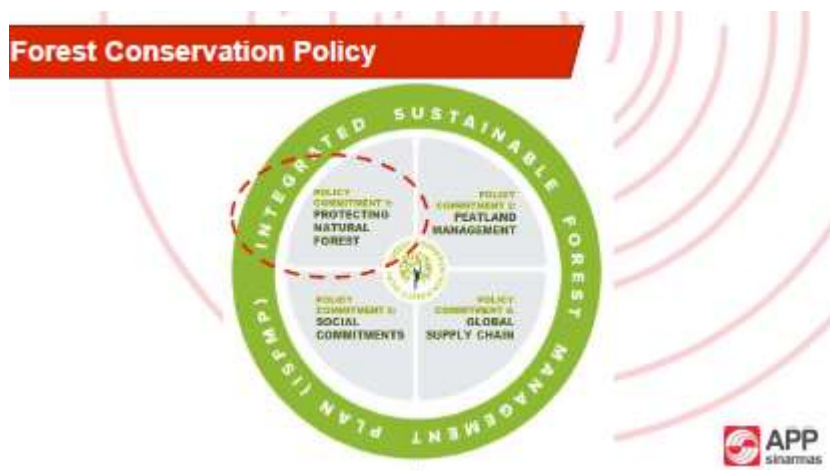 Forest Conservation Policy
INTEGRATED SUSTAINABLE FOREST MANAGEMENT PLAN (ISPMP)
POLICY
COMMITMENT 1:
PROTECTING
NATURAL
FOREST
POLICY
COMMITMENT 2:
PEATLAND
MANAGEMENT
POLICY
COMMITMENT 3:
SOCIAL
COMMITMENTS
POLICY
COMMITMENT 4:
GLOBAL
SUPPLY CHAIN
APP
sinarmas